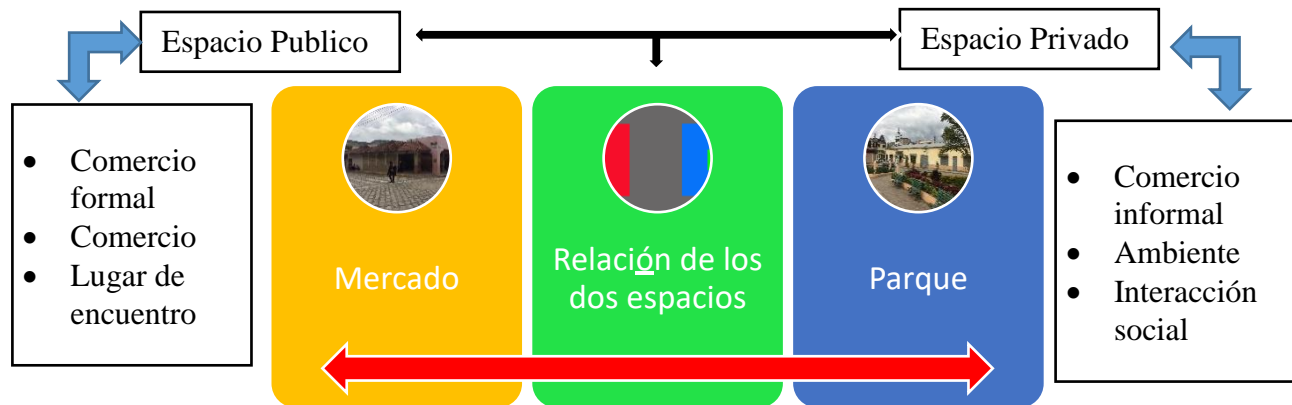 Espacio Publico
Espacio Privado
• Comercio
formal
• Comercio
• Lugar de
encuentro
Mercado
Relación de los
dos espacios
Parque
• Comercio
informal
• Ambiente
• Interacción
social